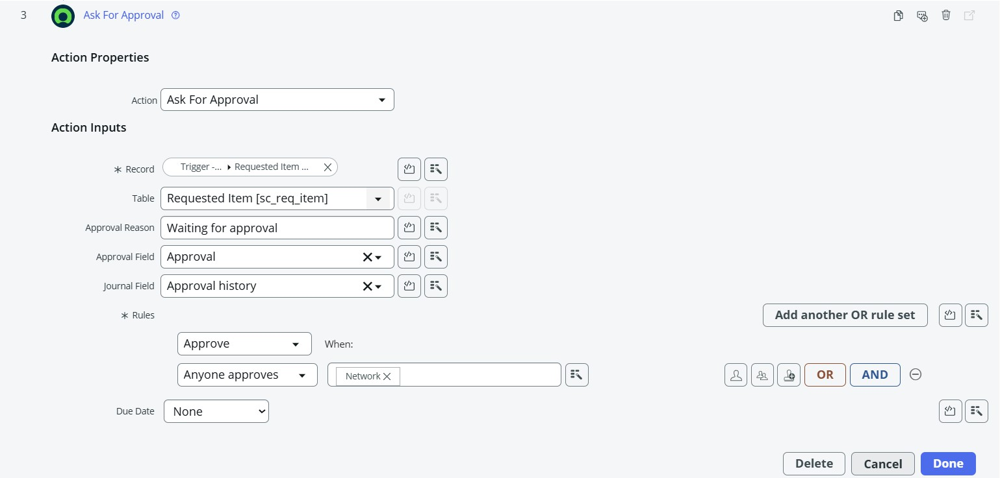 3 Ask For Approval
Action Properties
Action Ask For Approval
Action Inputs
* Record Trigger -... Requested Item ...
Table Requested Item [sc_req_item]
Approval Reason Waiting for approval
Approval Field Approval
Journal Field Approval history
* Rules Add another OR rule set
Approve When:
Anyone approves Network OR AND
Due Date None
Delete Cancel Done